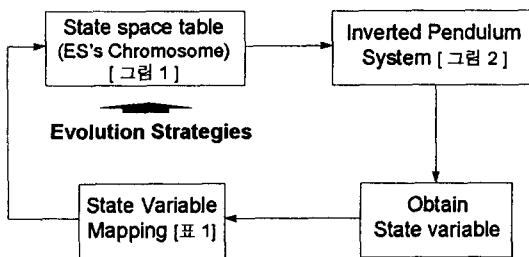 State space table
(ES's Chromosome)
[ 그림 1 ]
Inverted Pendulum
System [ 그림 2 ]
Evolution Strategies
State Variable
Mapping [표 1]
Obtain
State variable